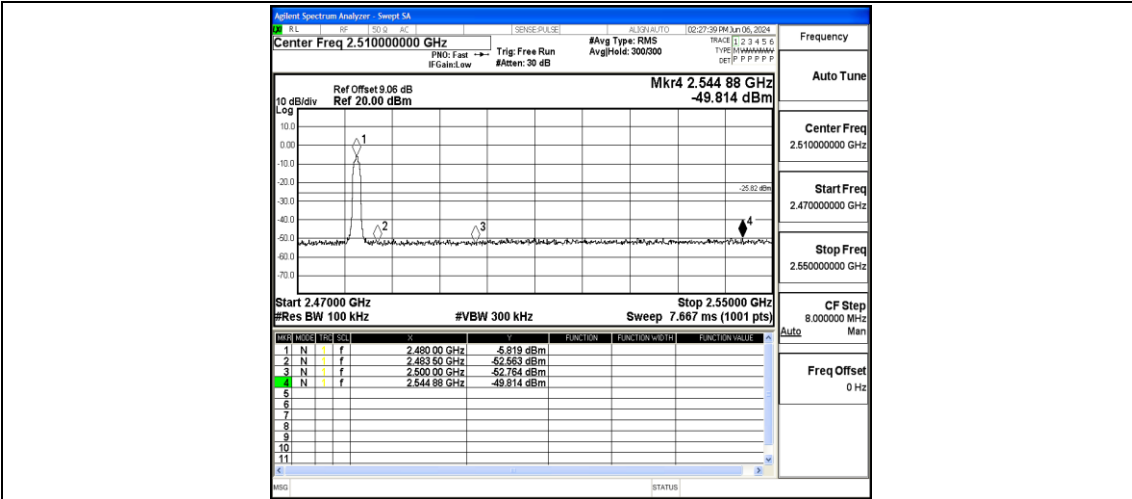 Agilent Spectrum Analyzer - Swept SA
RL RF 50 Ω AC SENSE:PULSE ALIGN AUTO 02:27:39 PM Jun 06, 2024
Center Freq 2.510000000 GHz
PNO: Fast
IFGain:Low
Trig: Free Run
#Atten: 30 dB
#Avg Type: RMS
Avg|Hold: 300/300
TRACE 1 2 3 4 5 6
TYPE M
DET P P P P P P
Mkr4 2.544 88 GHz
-49.814 dBm
Ref Offset 9.06 dB
10 dB/div Ref 20.00 dBm
Log
10.0
0.00
-10.0
-20.0
-30.0
-40.0
-50.0
-60.0
-70.0
1
2
3
4
-25.82 dBm
Start 2.47000 GHz Stop 2.55000 GHz
#Res BW 100 kHz #VBW 300 kHz Sweep 7.667 ms (1001 pts)
MKR MODE TRC SCL X Y FUNCTION FUNCTION WIDTH FUNCTION VALUE
1 N 1 f 2.480 00 GHz -5.819 dBm
2 N 1 f 2.483 50 GHz -52.563 dBm
3 N 1 f 2.500 00 GHz -52.764 dBm
4 N 1 f 2.544 88 GHz -49.814 dBm
5
6
7
8
9
10
11
MSG STATUS
Frequency
Auto Tune
Center Freq
2.510000000 GHz
Start Freq
2.470000000 GHz
Stop Freq
2.550000000 GHz
CF Step
8.000000 MHz
Auto Man
Freq Offset
0 Hz